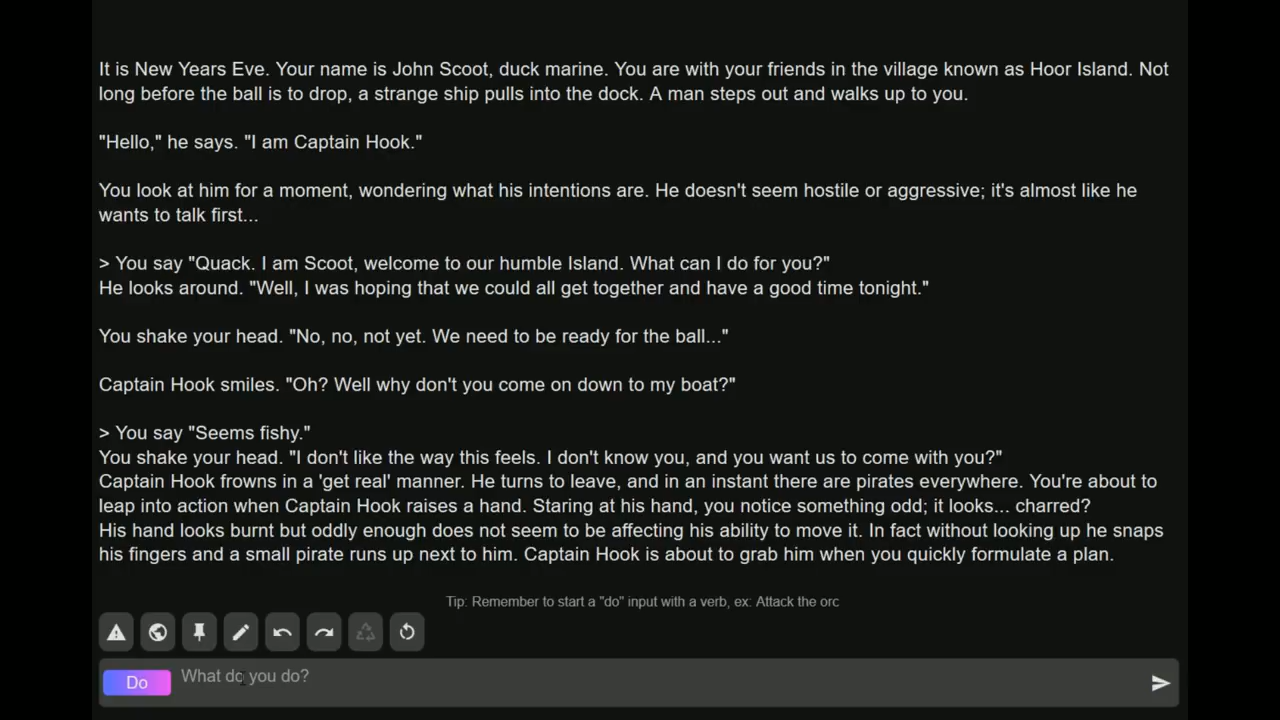 It is New Years Eve. Your name is John Scoot, duck marine. You are with your friends in the village known as Hoor Island. Not
long before the ball is to drop, a strange ship pulls into the dock. A man steps out and walks up to you.
"Hello," he says. "I am Captain Hook."
You look at him for a moment, wondering what his intentions are. He doesn't seem hostile or aggressive; it's almost like he
wants to talk first...
> You say "Quack. I am Scoot, welcome to our humble Island. What can I do for you?"
He looks around. "Well, I was hoping that we could all get together and have a good time tonight."
You shake your head. "No, no, not yet. We need to be ready for the ball..."
Captain Hook smiles. "Oh? Well why don't you come on down to my boat?"
> You say "Seems fishy."
You shake your head. "I don't like the way this feels. I don't know you, and you want us to come with you?"
Captain Hook frowns in a 'get real' manner. He turns to leave, and in an instant there are pirates everywhere. You're about to
leap into action when Captain Hook raises a hand. Staring at his hand, you notice something odd; it looks... charred?
His hand looks burnt but oddly enough does not seem to be affecting his ability to move it. In fact without looking up he snaps
his fingers and a small pirate runs up next to him. Captain Hook is about to grab him when you quickly formulate a plan.
Tip: Remember to start a "do" input with a verb, ex: Attack the orc
Do What do you do?